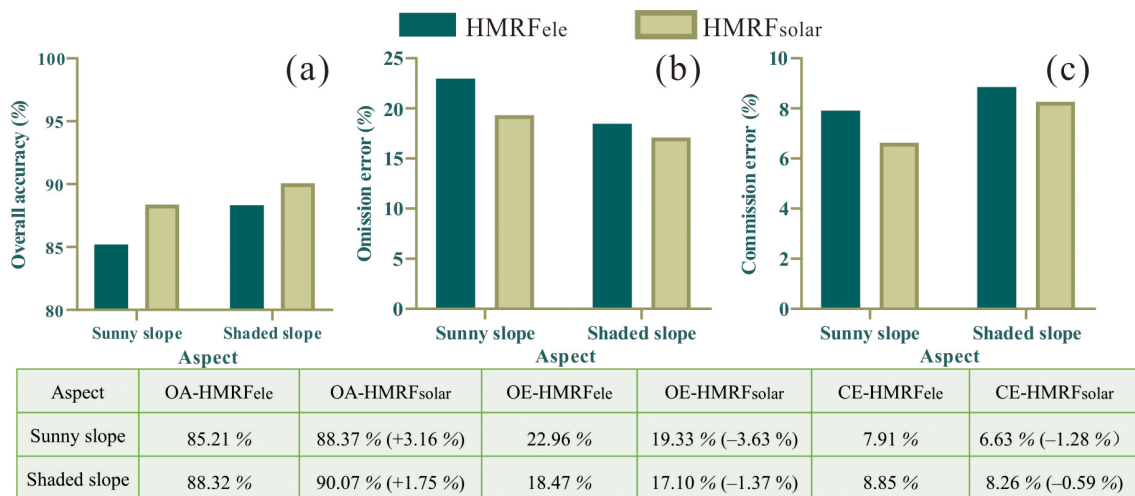 HMRFele HMRFsolar
(a)
Overall accuracy (%)
100
95
90
85
80
Sunny slope Shaded slope
Aspect
(b)
Omission error (%)
25
20
15
10
5
0
Sunny slope Shaded slope
Aspect
(c)
Commission error (%)
10
8
6
4
2
0
Sunny slope Shaded slope
Aspect
Aspect OA-HMRFele OA-HMRFsolar OE-HMRFele OE-HMRFsolar CE-HMRFele CE-HMRFsolar
Sunny slope 85.21 % 88.37 % (+3.16 %) 22.96 % 19.33 % (–3.63 %) 7.91 % 6.63 % (–1.28 %）
Shaded slope 88.32 % 90.07 % (+1.75 %) 18.47 % 17.10 % (–1.37 %) 8.85 % 8.26 % (–0.59 %)